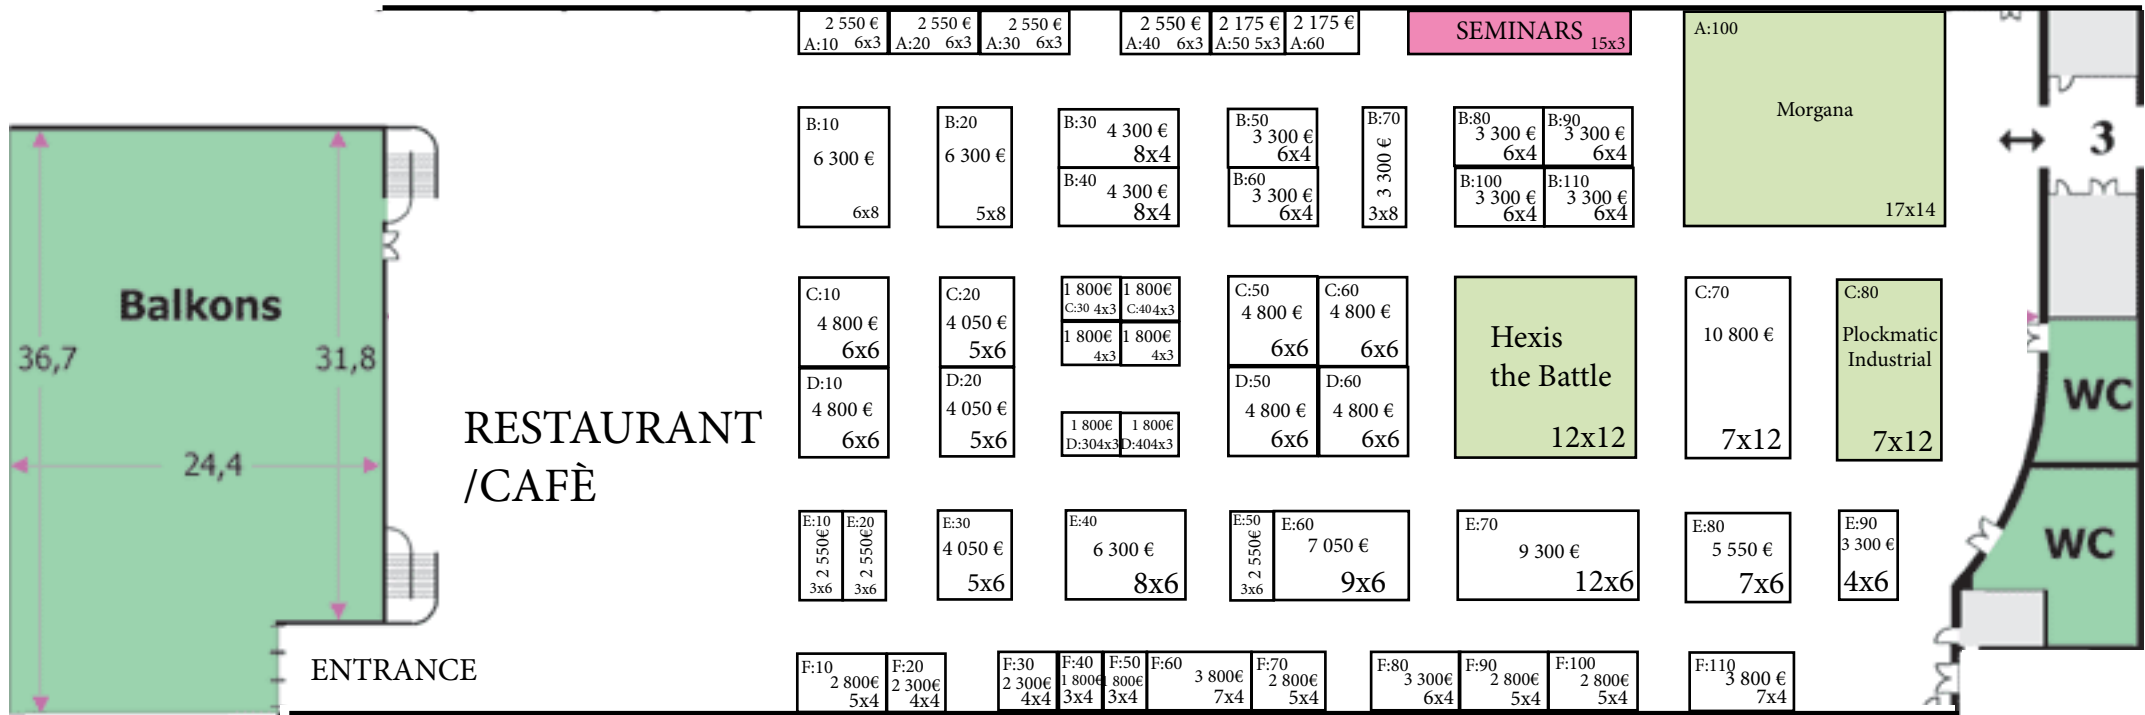 2 550 €
A:10 6x3
2 550 €
A:20 6x3
2 550 €
A:30 6x3
2 550 €
A:40 6x3
2 175 €
A:50 5x3
2 175 €
A:60
SEMINARS 15x3
A:100
Morgana
17x14
B:10
6 300 €
6x8
B:20
6 300 €
5x8
B:30
4 300 €
8x4
B:40
4 300 €
8x4
B:50
3 300 €
6x4
B:60
3 300 €
6x4
B:70
3 300 €
3x8
B:80
3 300 €
6x4
B:90
3 300 €
6x4
B:100
3 300 €
6x4
B:110
3 300 €
6x4
3
Balkons
36,7
31,8
24,4
RESTAURANT
/CAFÈ
C:10
4 800 €
6x6
D:10
4 800 €
6x6
C:20
4 050 €
5x6
D:20
4 050 €
5x6
1 800€
C:30 4x3
1 800€
C:40 4x3
1 800€
4x3
1 800€
4x3
1 800€
D:30 4x3
1 800€
D:40 4x3
C:50
4 800 €
6x6
C:60
4 800 €
6x6
D:50
4 800 €
6x6
D:60
4 800 €
6x6
Hexis
the Battle
12x12
C:70
10 800 €
7x12
C:80
Plockmatic
Industrial
7x12
WC
WC
E:10
2 550€
3x6
E:20
2 550€
3x6
E:30
4 050 €
5x6
E:40
6 300 €
8x6
E:50
2 550€
3x6
E:60
7 050 €
9x6
E:70
9 300 €
12x6
E:80
5 550 €
7x6
E:90
3 300 €
4x6
ENTRANCE
F:10
2 800€
5x4
F:20
2 300€
4x4
F:30
2 300€
4x4
F:40
1 800€
3x4
F:50
1 800€
3x4
F:60
3 800€
7x4
F:70
2 800€
5x4
F:80
3 300€
6x4
F:90
2 800€
5x4
F:100
2 800€
5x4
F:110
3 800 €
7x4